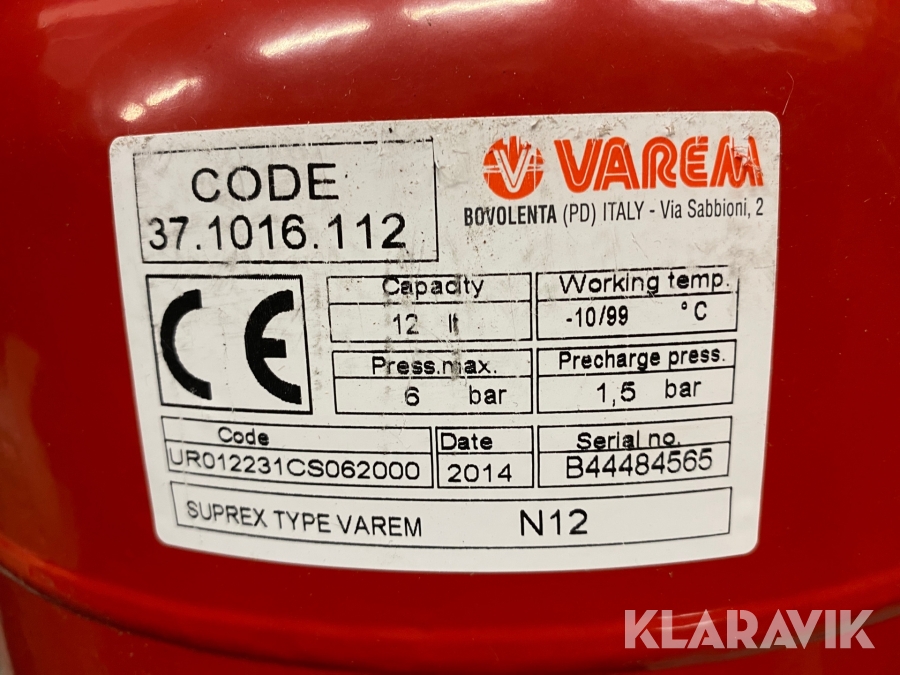 CODE
37.1016.112
VAREM
BOVOLENTA (PD) ITALY - Via Sabbioni, 2
CE
Capacity
12 lt
Working temp.
-10/99 °C
Press.max.
6 bar
Precharge press.
1,5 bar
Code
UR012231CS062000
Date
2014
Serial no.
B44484565
SUPREX TYPE VAREM N12
KLARAVIK